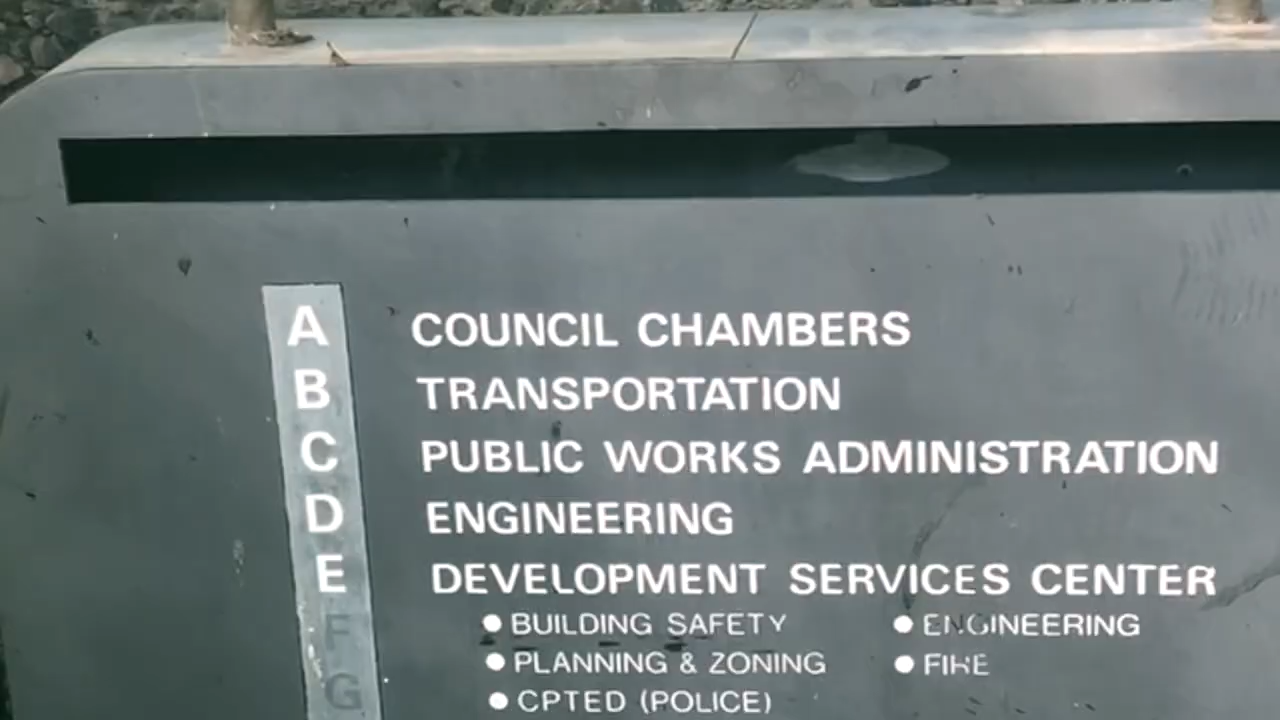 A COUNCIL CHAMBERS
B TRANSPORTATION
C PUBLIC WORKS ADMINISTRATION
D ENGINEERING
E DEVELOPMENT SERVICES CENTER
F ● BUILDING SAFETY ● ENGINEERING
● PLANNING & ZONING ● FIRE
G ● CPTED (POLICE)